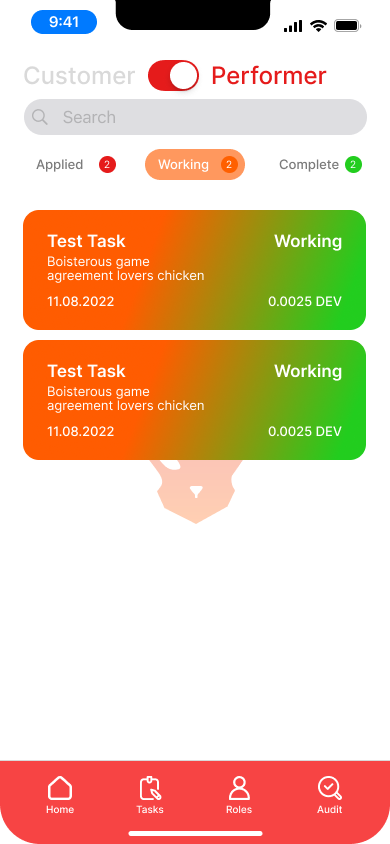 9:41
Customer Performer
Search
Applied 2 Working 2 Complete 2
Test Task Working
Boisterous game
agreement lovers chicken
11.08.2022 0.0025 DEV
Test Task Working
Boisterous game
agreement lovers chicken
11.08.2022 0.0025 DEV
Home Tasks Roles Audit